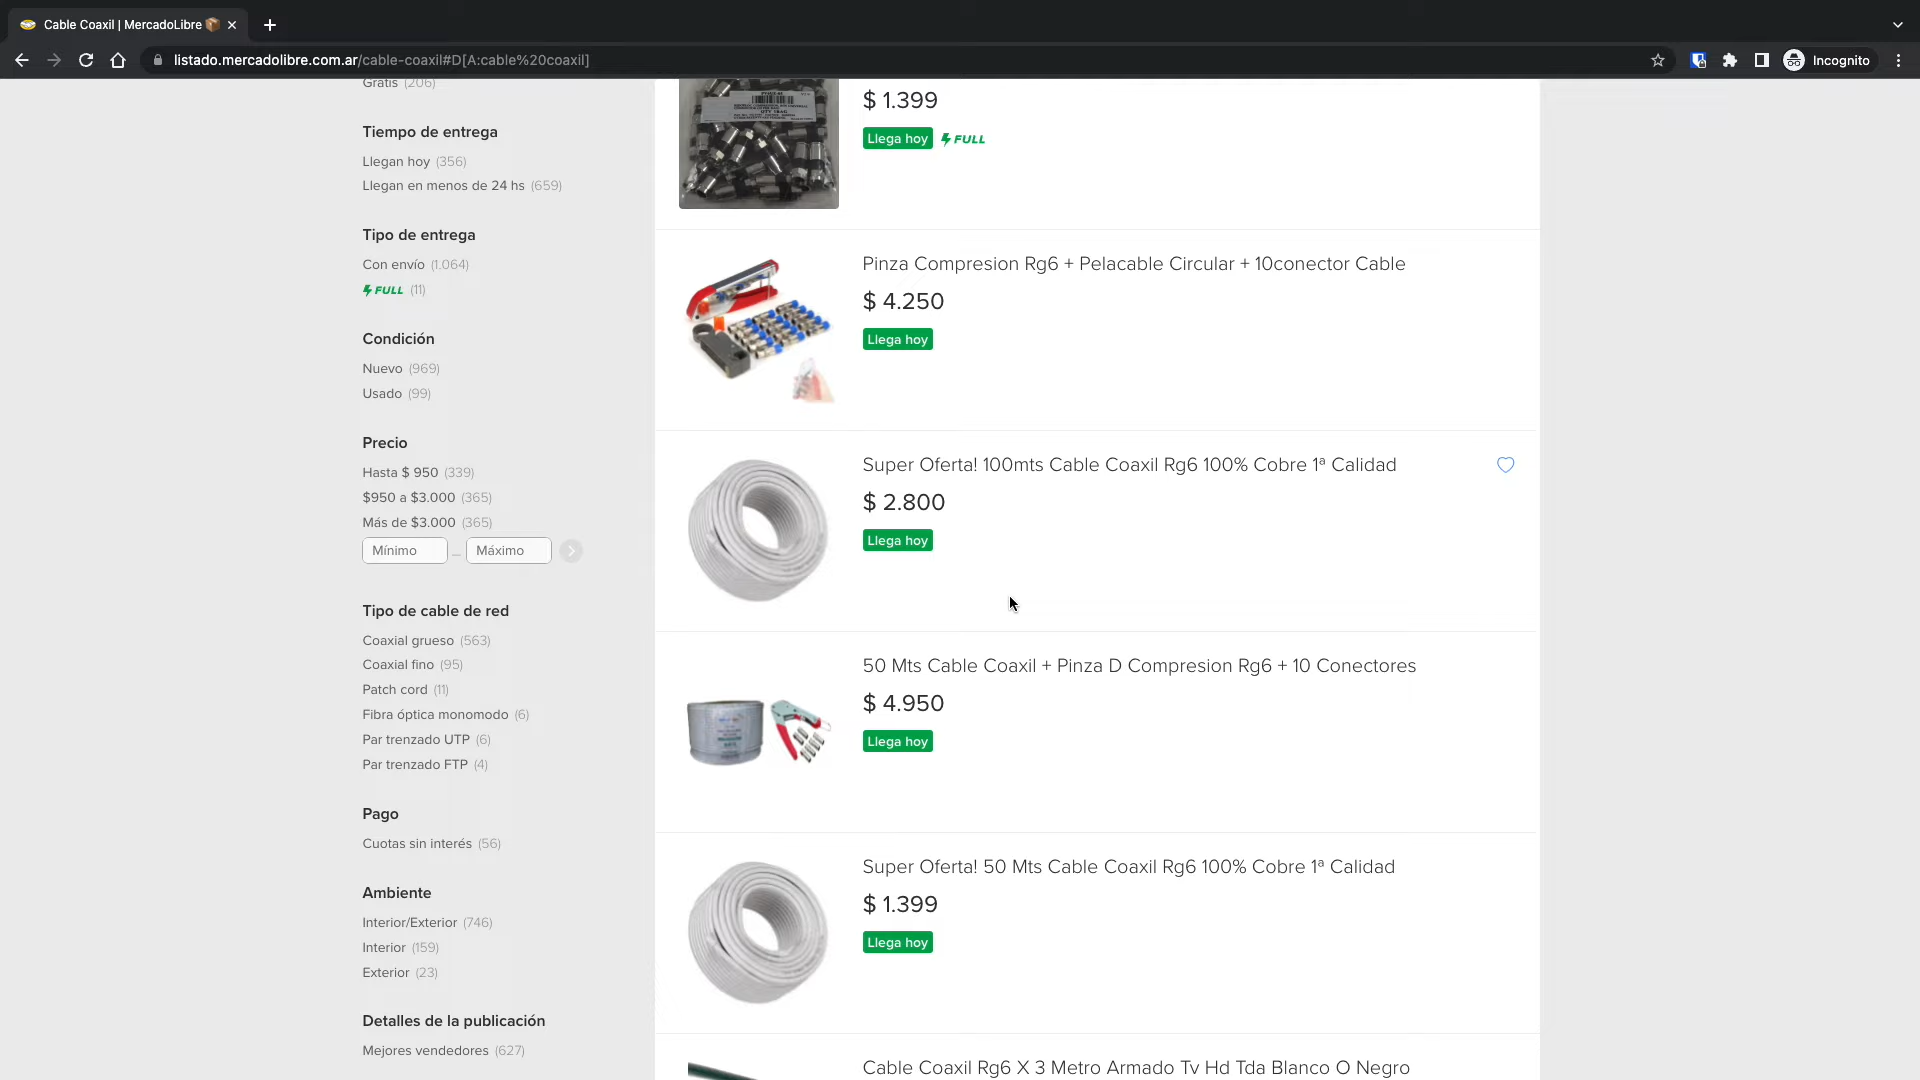 Cable Coaxil | MercadoLibre
listado.mercadolibre.com.ar/cable-coaxil#D[A:cable%20coaxil]
Incognito
Gratis (206)
Tiempo de entrega
Llegan hoy (356)
Llegan en menos de 24 hs (659)
Tipo de entrega
Con envío (1.064)
FULL (11)
Condición
Nuevo (969)
Usado (99)
Precio
Hasta $ 950 (339)
$950 a $3.000 (365)
Más de $3.000 (365)
Mínimo
Máximo
Tipo de cable de red
Coaxial grueso (563)
Coaxial fino (95)
Patch cord (11)
Fibra óptica monomodo (6)
Par trenzado UTP (6)
Par trenzado FTP (4)
Pago
Cuotas sin interés (56)
Ambiente
Interior/Exterior (746)
Interior (159)
Exterior (23)
Detalles de la publicación
Mejores vendedores (627)
$ 1.399
Llega hoy FULL
Pinza Compresion Rg6 + Pelacable Circular + 10conector Cable
$ 4.250
Llega hoy
Super Oferta! 100mts Cable Coaxil Rg6 100% Cobre 1ª Calidad
$ 2.800
Llega hoy
50 Mts Cable Coaxil + Pinza D Compresion Rg6 + 10 Conectores
$ 4.950
Llega hoy
Super Oferta! 50 Mts Cable Coaxil Rg6 100% Cobre 1ª Calidad
$ 1.399
Llega hoy
Cable Coaxil Rg6 X 3 Metro Armado Tv Hd Tda Blanco O Negro